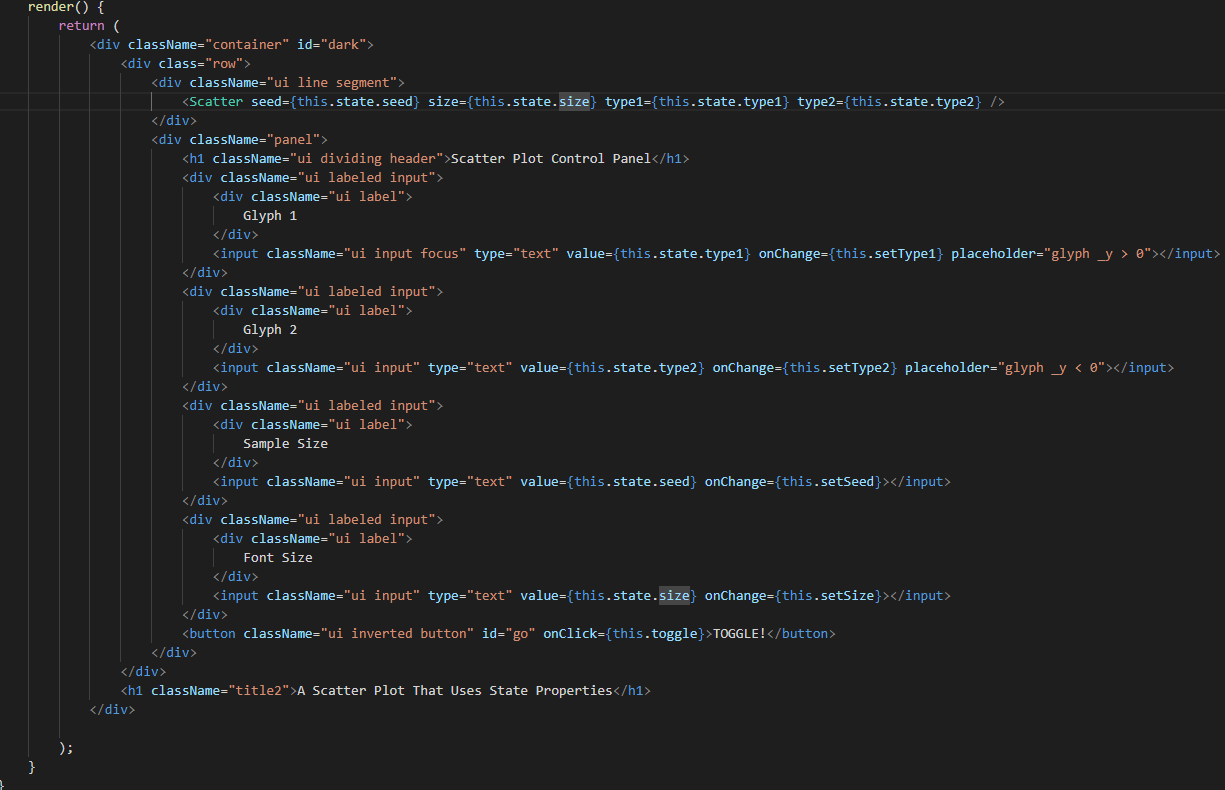 render() {
return (
<div className="container" id="dark">
<div class="row">
<div className="ui line segment">
<Scatter seed={this.state.seed} size={this.state.size} type1={this.state.type1} type2={this.state.type2} />
</div>
<div className="panel">
<h1 className="ui dividing header">Scatter Plot Control Panel</h1>
<div className="ui labeled input">
<div className="ui label">
Glyph 1
</div>
<input className="ui input focus" type="text" value={this.state.type1} onChange={this.setType1} placeholder="glyph _y > 0"></input>
</div>
<div className="ui labeled input">
<div className="ui label">
Glyph 2
</div>
<input className="ui input" type="text" value={this.state.type2} onChange={this.setType2} placeholder="glyph _y < 0"></input>
</div>
<div className="ui labeled input">
<div className="ui label">
Sample Size
</div>
<input className="ui input" type="text" value={this.state.seed} onChange={this.setSeed}></input>
</div>
<div className="ui labeled input">
<div className="ui label">
Font Size
</div>
<input className="ui input" type="text" value={this.state.size} onChange={this.setSize}></input>
</div>
<button className="ui inverted button" id="go" onClick={this.toggle}>TOGGLE!</button>
</div>
</div>
<h1 className="title2">A Scatter Plot That Uses State Properties</h1>
</div>
);
}
}